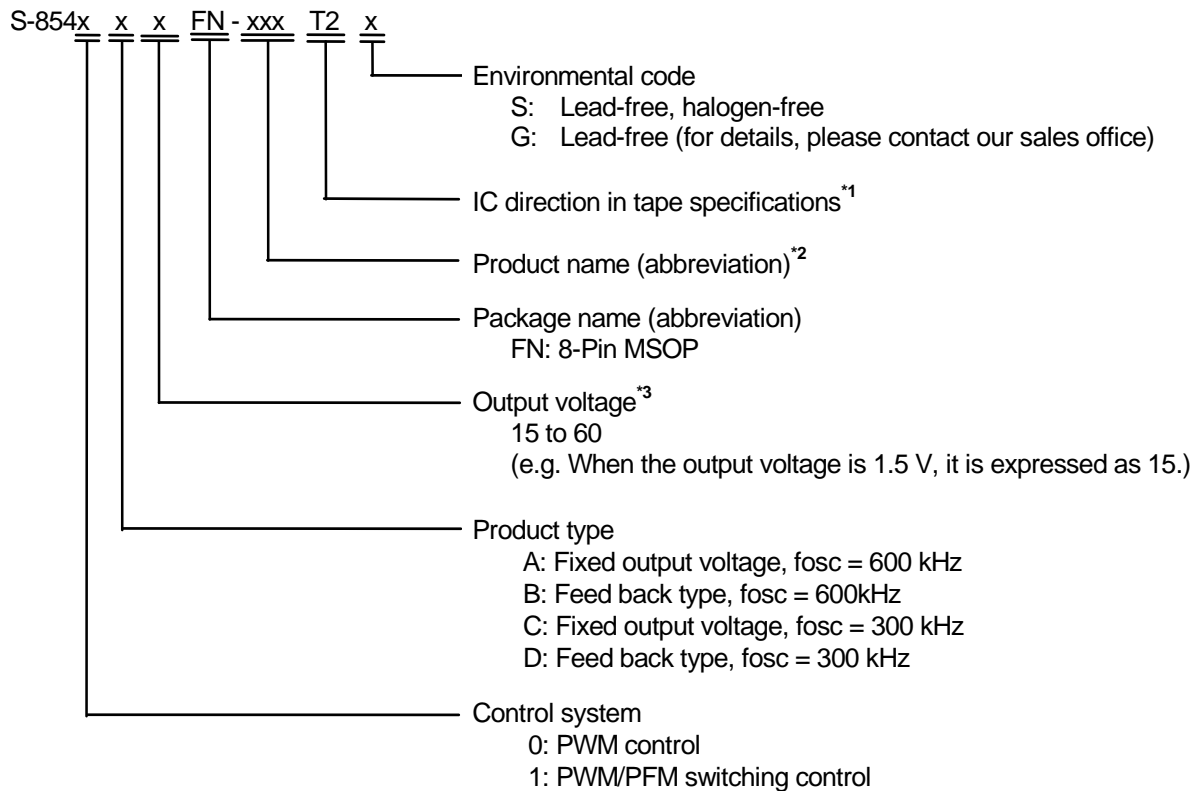 S-854x x x FN - xxx T2 x
Environmental code
S: Lead-free, halogen-free
G: Lead-free (for details, please contact our sales office)
IC direction in tape specifications*1
Product name (abbreviation)*2
Package name (abbreviation)
FN: 8-Pin MSOP
Output voltage*3
15 to 60
(e.g. When the output voltage is 1.5 V, it is expressed as 15.)
Product type
A: Fixed output voltage, fosc = 600 kHz
B: Feed back type, fosc = 600kHz
C: Fixed output voltage, fosc = 300 kHz
D: Feed back type, fosc = 300 kHz
Control system
0: PWM control
1: PWM/PFM switching control